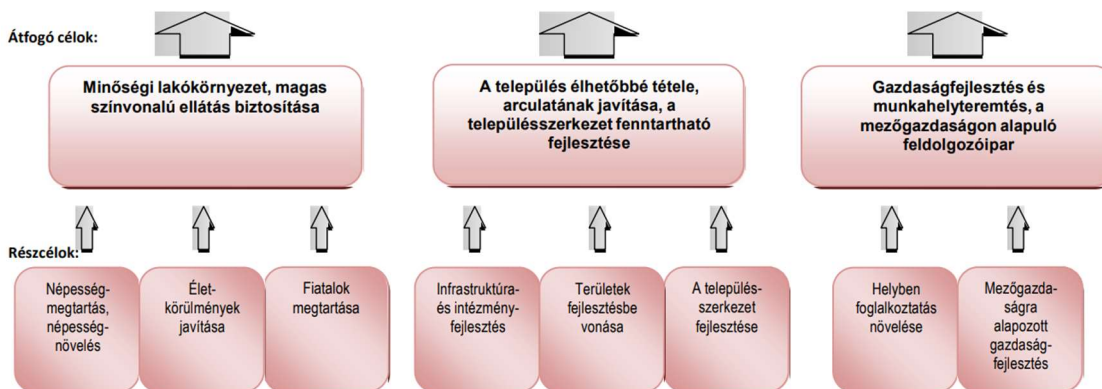 Átfogó célok:
Minőségi lakókörnyezet, magas
színvonalú ellátás biztosítása
A település élhetőbbé tétele,
arculatának javítása, a
településszerkezet fenntartható
fejlesztése
Gazdaságfejlesztés és
munkahelyteremtés, a
mezőgazdaságon alapuló
feldolgozóipar
Részcélok:
Népesség-
megtartás,
népesség-
növelés
Élet-
körülmények
javítása
Fiatalok
megtartása
Infrastruktúra-
és intézmény-
fejlesztés
Területek
fejlesztésbe
vonása
A település-
szerkezet
fejlesztése
Helyben
foglalkoztatás
növelése
Mezőgazda-
ságra
alapozott
gazdaság-
fejlesztés